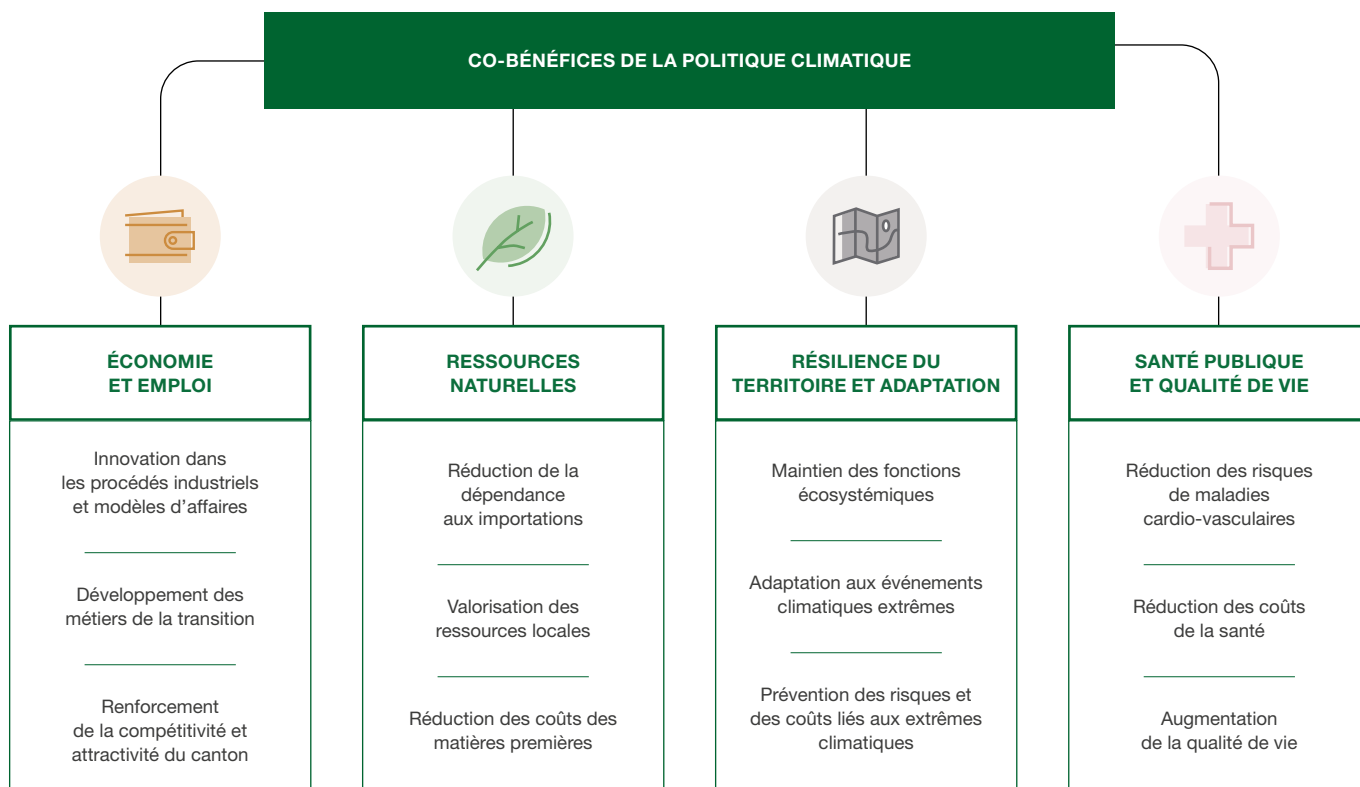 CO-BÉNÉFICES DE LA POLITIQUE CLIMATIQUE
ÉCONOMIE
ET EMPLOI
Innovation dans
les procédés industriels
et modèles d’affaires
Développement des
métiers de la transition
Renforcement
de la compétitivité et
attractivité du canton
RESSOURCES
NATURELLES
Réduction de la
dépendance
aux importations
Valorisation des
ressources locales
Réduction des coûts des
matières premières
RÉSILIENCE DU
TERRITOIRE ET ADAPTATION
Maintien des fonctions
écosystémiques
Adaptation aux événements
climatiques extrêmes
Prévention des risques et
des coûts liés aux extrêmes
climatiques
SANTÉ PUBLIQUE
ET QUALITÉ DE VIE
Réduction des risques
de maladies
cardio-vasculaires
Réduction des coûts
de la santé
Augmentation
de la qualité de vie